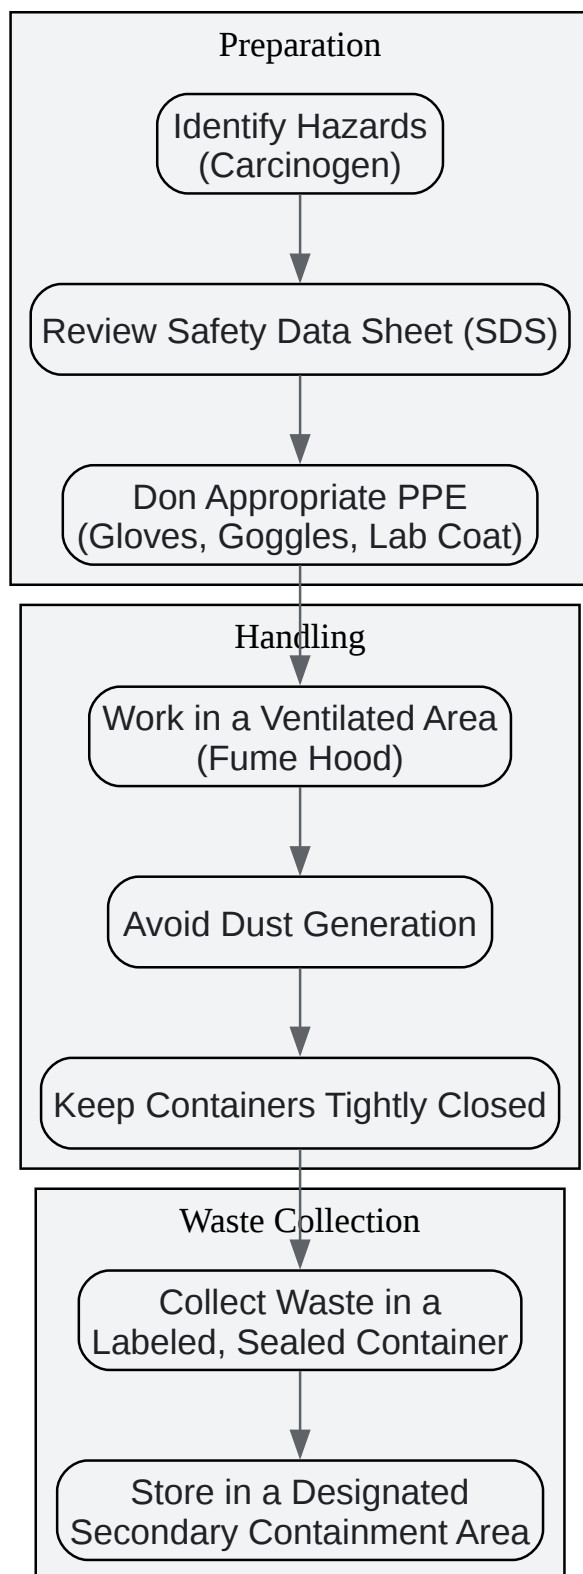 Preparation
Identify Hazards
(Carcinogen)
Review Safety Data Sheet (SDS)
Don Appropriate PPE
(Gloves, Goggles, Lab Coat)
Handling
Work in a Ventilated Area
(Fume Hood)
Avoid Dust Generation
Keep Containers Tightly Closed
Waste Collection
Collect Waste in a
Labeled, Sealed Container
Store in a Designated
Secondary Containment Area